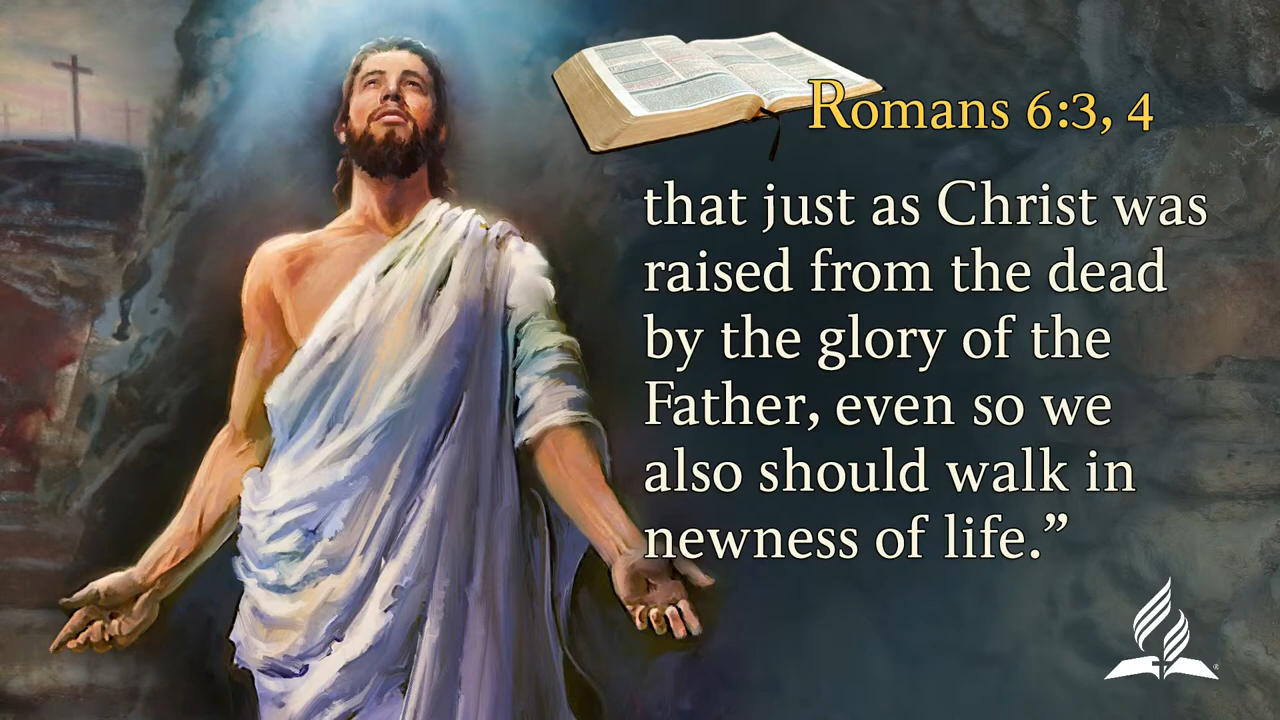 Romans 6:3, 4
that just as Christ was
raised from the dead
by the glory of the
Father, even so we
also should walk in
newness of life.”
®